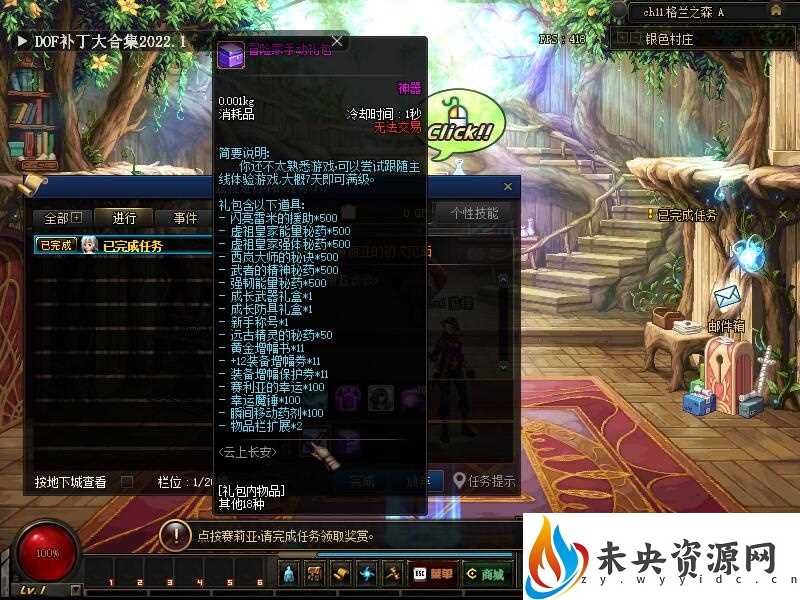 ch11.格兰之森 A
DOF补丁大合集2022.1
FPS : 418
银色村庄
冒险家手动礼包
神器
0.001kg
消耗品
冷却时间：1秒
无法交易
Click!!
简要说明:
你还不太熟悉游戏,可以尝试跟随主
线体验游戏,大概7天即可满级。
礼包含以下道具:
- 闪亮雷米的援助*500
- 虚祖皇家能量秘药*500
- 虚祖皇家强体秘药*500
- 西岚大师的秘诀*500
- 武者的精神秘药*500
- 强韧能量秘药*500
- 成长武器礼盒*1
- 成长防具礼盒*1
- 新手称号*1
- 远古精灵的秘药*50
- 黄金增幅书*11
- +12装备增幅券*11
- 装备增幅保护券*11
- 赛利亚的幸运*100
- 幸运魔锤*100
- 瞬间移动药剂*100
- 物品栏扩展*2
<云上长安>
[礼包内物品]
其他18种
全部
进行
事件
个性技能
已完成
已完成任务
已完成任务
邮件箱
按地下城查看
栏位：1/20
完成
任务提示
点按赛莉亚,请完成任务领取奖赏。
100%
Lv.1
1 2 3 4 5 6
ESC 菜单
商城
未央资源网
zy.wyyidc.cn